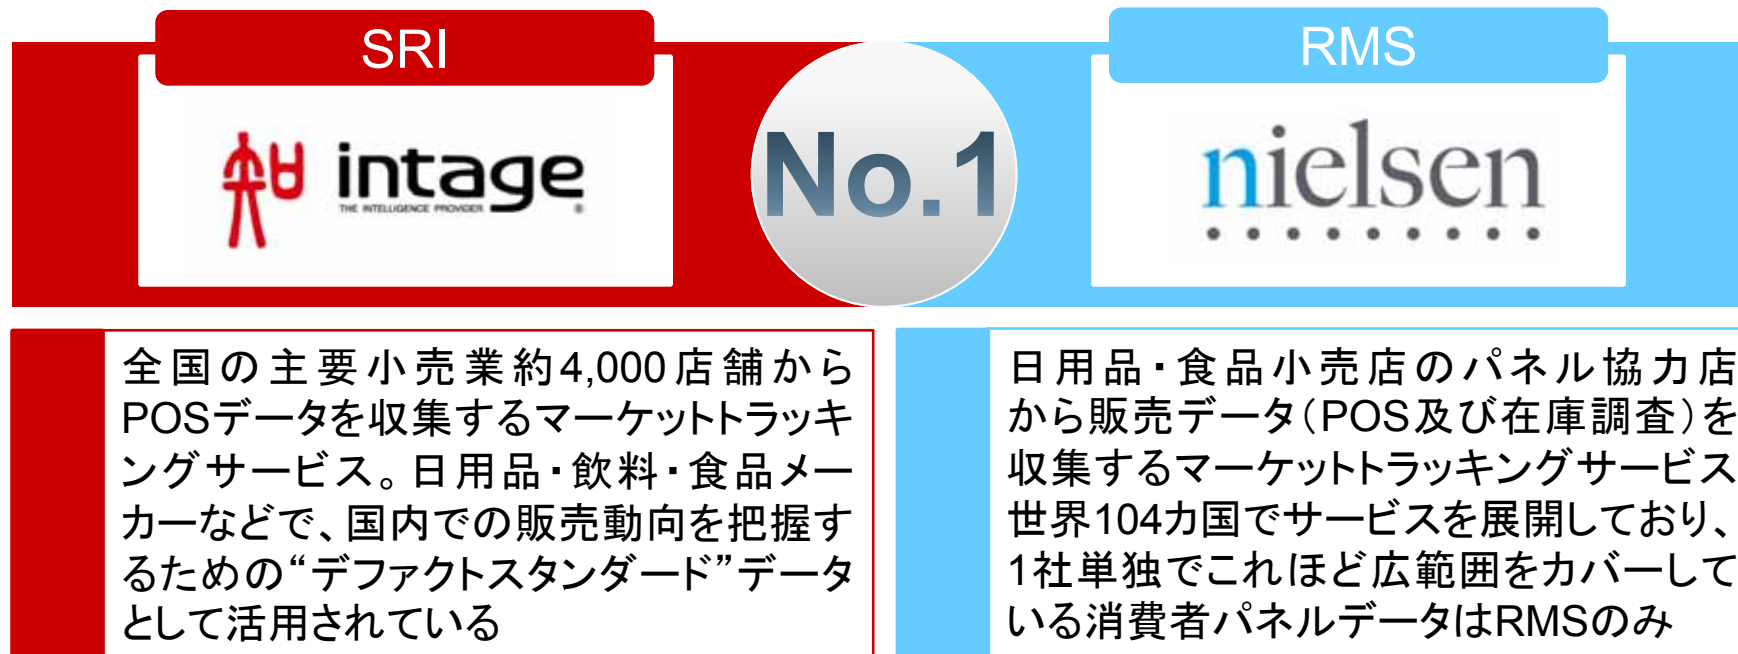 SRI
RMS
intage
THE INTELLIGENCE PROVIDER
®
No.1
nielsen
全国の主要小売業約4,000店舗から
POSデータを収集するマーケットトラッキ
ングサービス。日用品・飲料・食品メー
カーなどで、国内での販売動向を把握す
るための“デファクトスタンダード”データ
として活用されている
日用品・食品小売店のパネル協力店
から販売データ(POS及び在庫調査)を
収集するマーケットトラッキングサービス
世界104カ国でサービスを展開しており、
1社単独でこれほど広範囲をカバーして
いる消費者パネルデータはRMSのみ